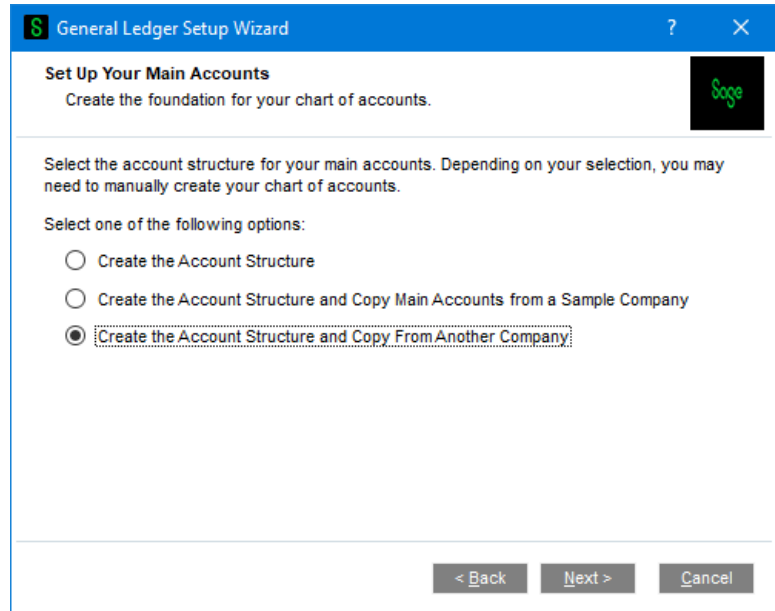 S General Ledger Setup Wizard ? ×
Set Up Your Main Accounts
Create the foundation for your chart of accounts.
Sage
Select the account structure for your main accounts. Depending on your selection, you may
need to manually create your chart of accounts.
Select one of the following options:
Create the Account Structure
Create the Account Structure and Copy Main Accounts from a Sample Company
Create the Account Structure and Copy From Another Company
< Back Next > Cancel